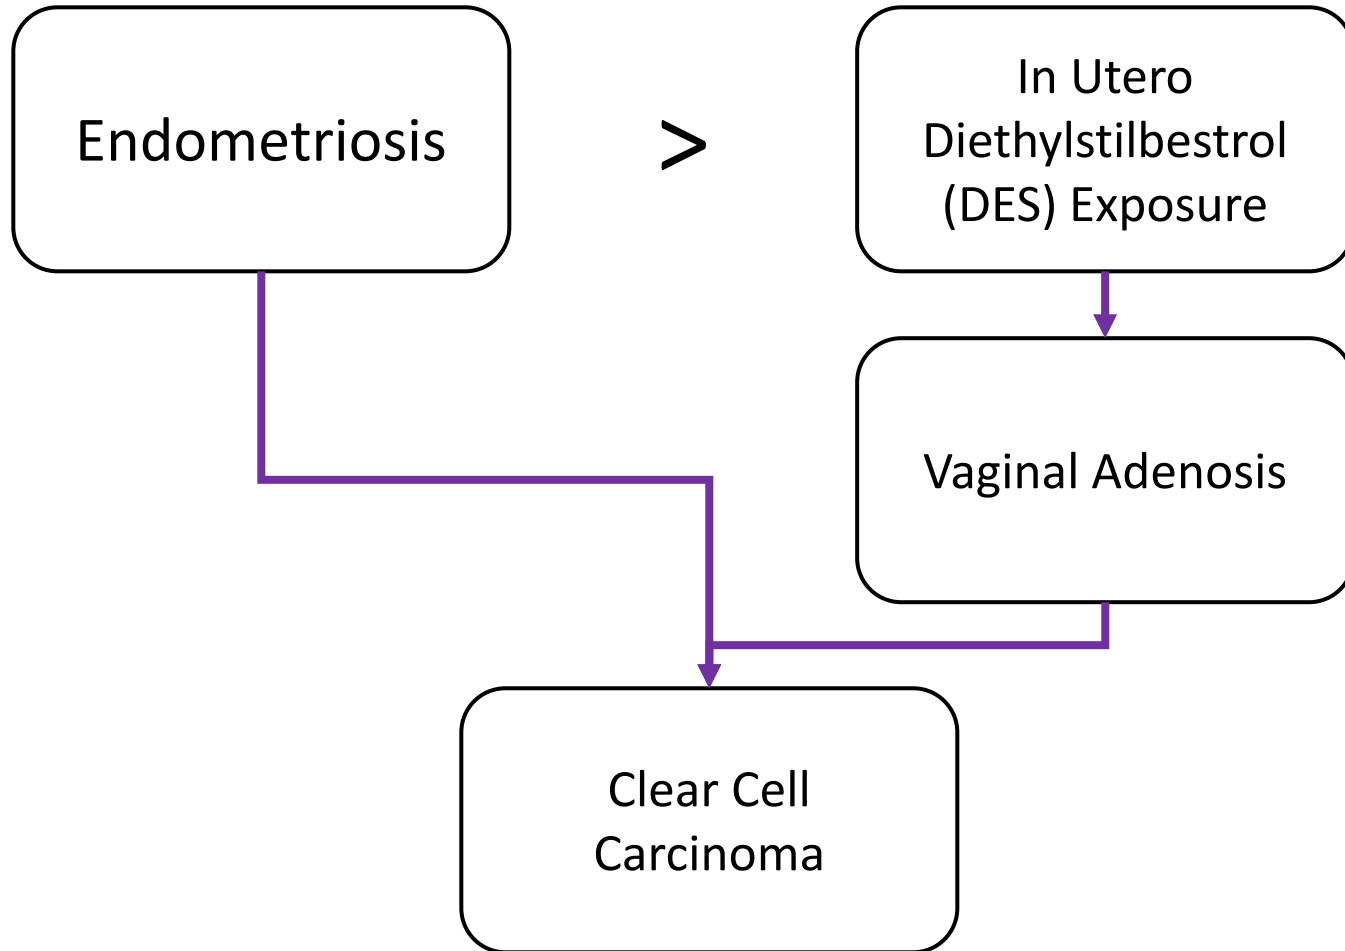 Endometriosis
>
In Utero
Diethylstilbestrol
(DES) Exposure
Vaginal Adenosis
Clear Cell
Carcinoma